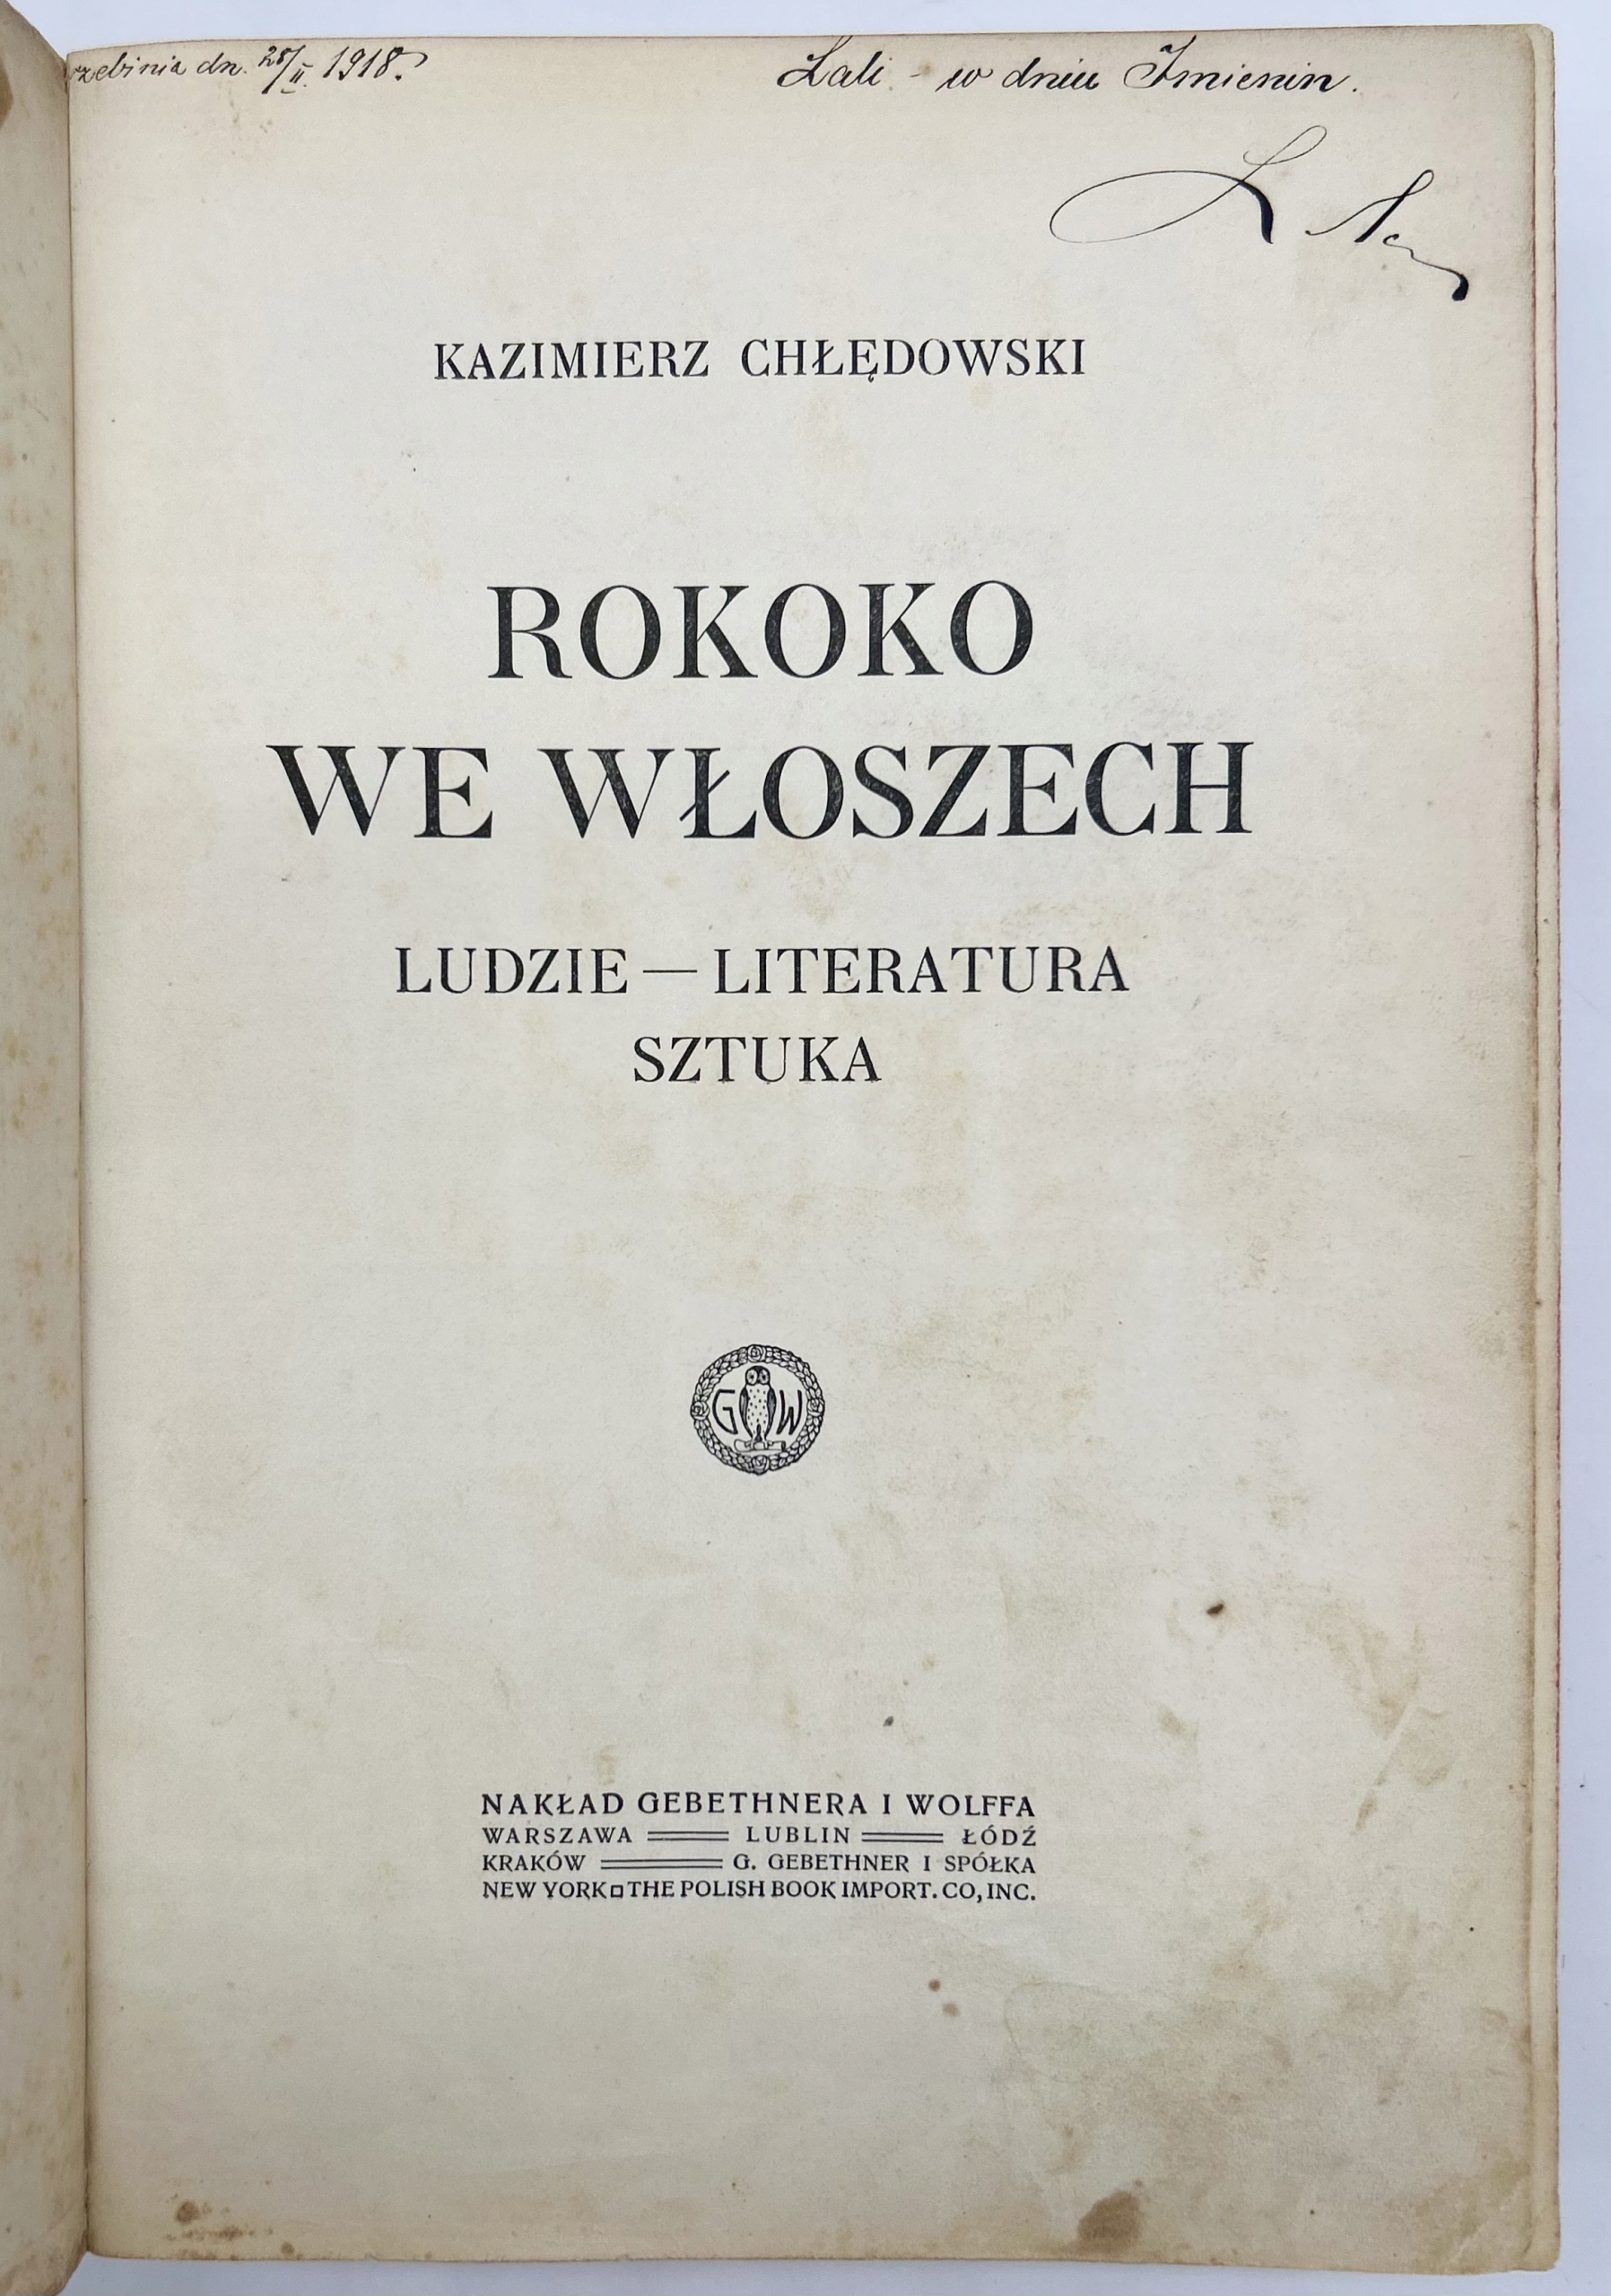 rzebinia dn. 28/II. 1918. Lali - w dniu Imienin.
L
KAZIMIERZ CHŁĘDOWSKI
ROKOKO
WE WŁOSZECH
LUDZIE — LITERATURA
SZTUKA
G W
NAKŁAD GEBETHNERA I WOLFFA
WARSZAWA LUBLIN ŁÓDŹ
KRAKÓW G. GEBETHNER I SPÓŁKA
NEW YORK THE POLISH BOOK IMPORT. CO, INC.